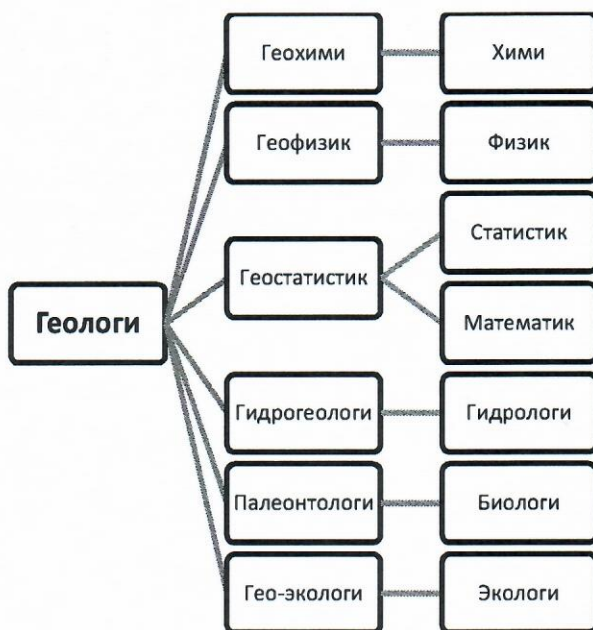 Геологи
Геохими
Хими
Геофизик
Физик
Геостатистик
Статистик
Математик
Гидрогеологи
Гидрологи
Палеонтологи
Биологи
Гео-экологи
Экологи